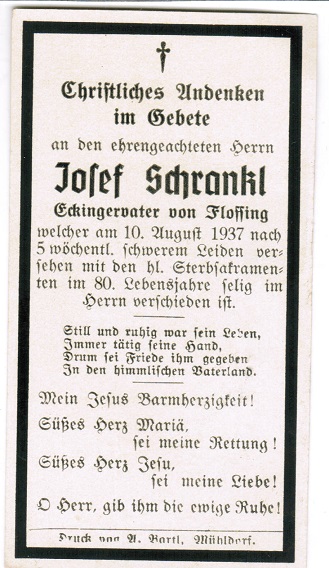 Christliches Andenken
im Gebete
an den ehrengeachteten Herrn
Josef Schrankl
Eckingervater von Flossing
welcher am 10. August 1937 nach
5 wöchentl. schwerem Leiden ver-
sehen mit den hl. Sterbsakramen-
ten im 80. Lebensjahre selig im
Herrn verschieden ist.
Still und ruhig war sein Leben,
Immer tätig seine Hand,
Drum sei Friede ihm gegeben
In den himmlischen Vaterland.
Mein Jesus Barmherzigkeit!
Süßes Herz Mariä,
sei meine Rettung!
Süßes Herz Jesu,
sei meine Liebe!
O Herr, gib ihm die ewige Ruhe!
Druck von A. Bartl, Mühldorf.